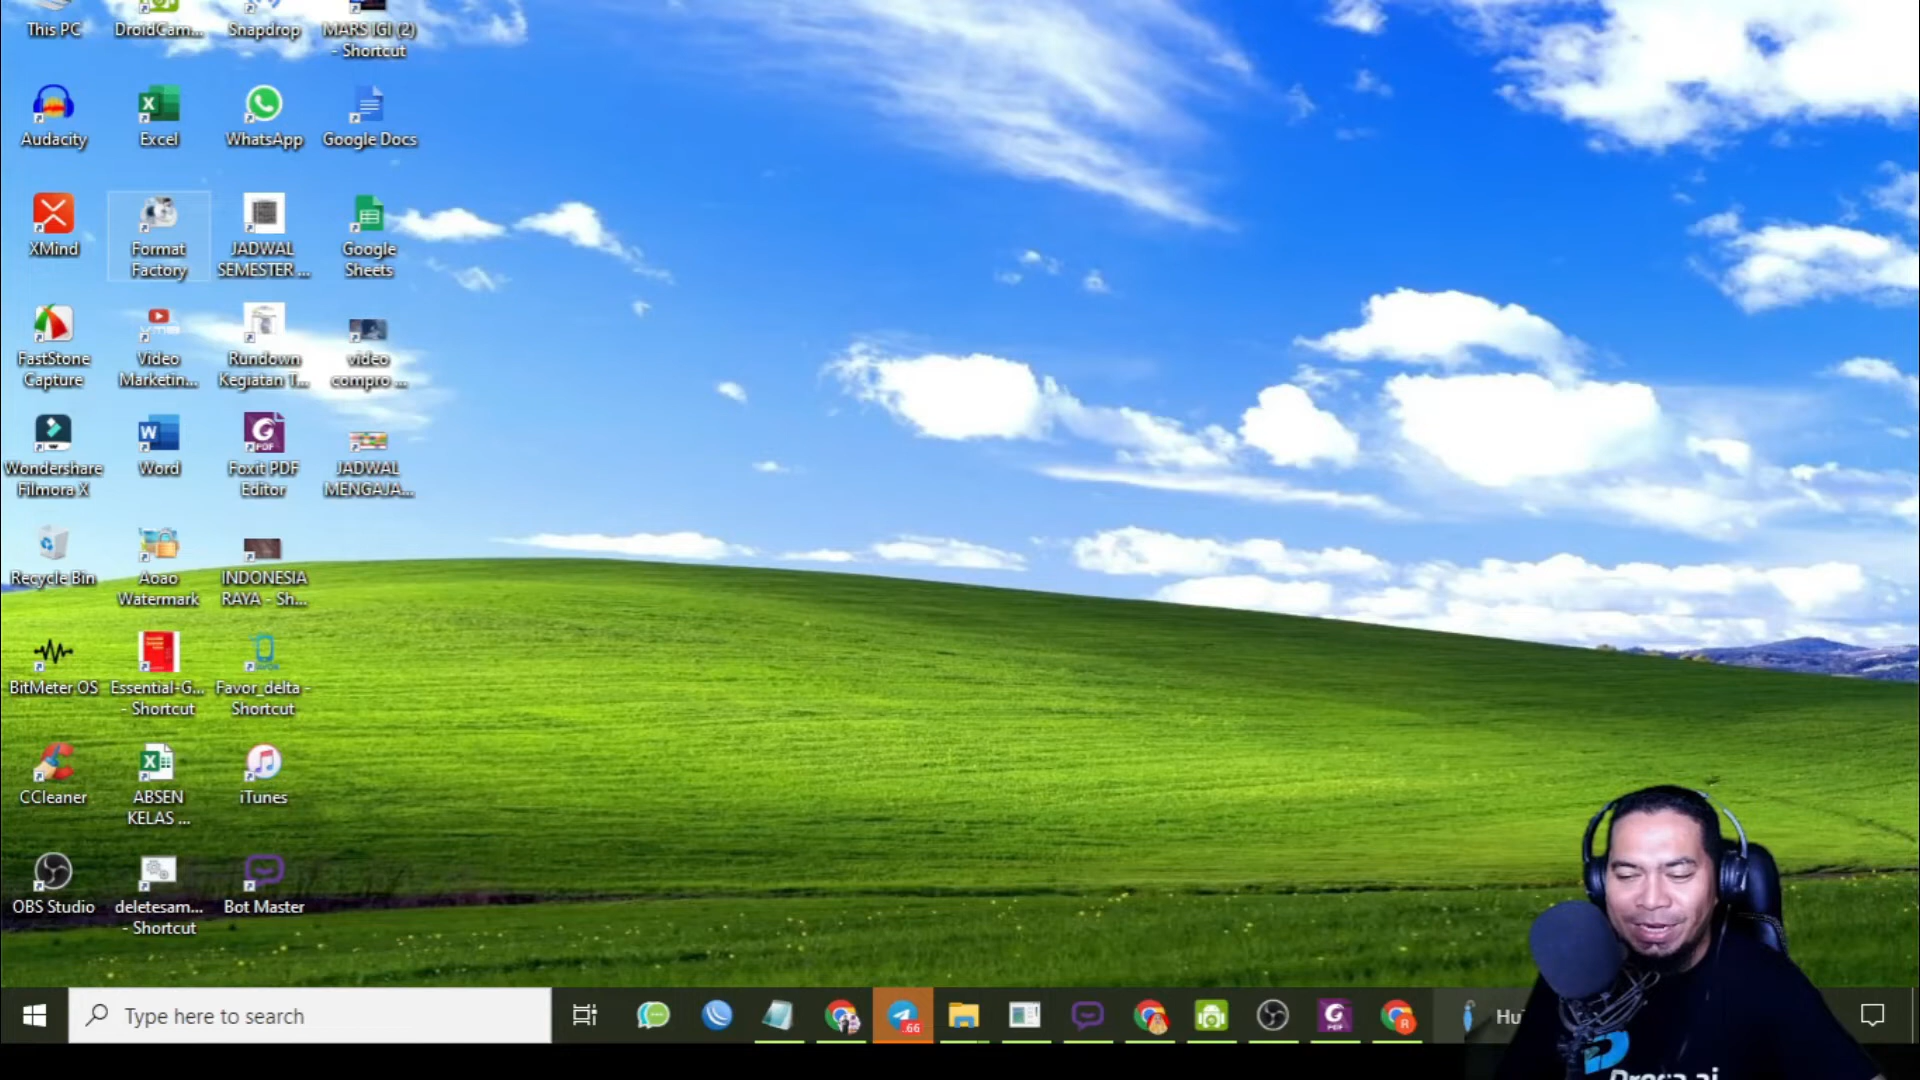 This PC
DroidCam...
Snapdrop
MARS IGI (2)
- Shortcut
Audacity
Excel
WhatsApp
Google Docs
XMind
Format
Factory
JADWAL
SEMESTER ...
Google
Sheets
FastStone
Capture
Video
Marketin...
Rundown
Kegiatan T...
video
compro ...
Wondershare
Filmora X
Word
PDF
Foxit PDF
Editor
JADWAL
MENGAJA...
Recycle Bin
Aoao
Watermark
INDONESIA
RAYA - Sh...
BitMeter OS
Essential-G...
- Shortcut
Favor_delta -
Shortcut
CCleaner
ABSEN
KELAS ...
iTunes
OBS Studio
deletesam...
- Shortcut
Bot Master
Type here to search
.66
PDF
R